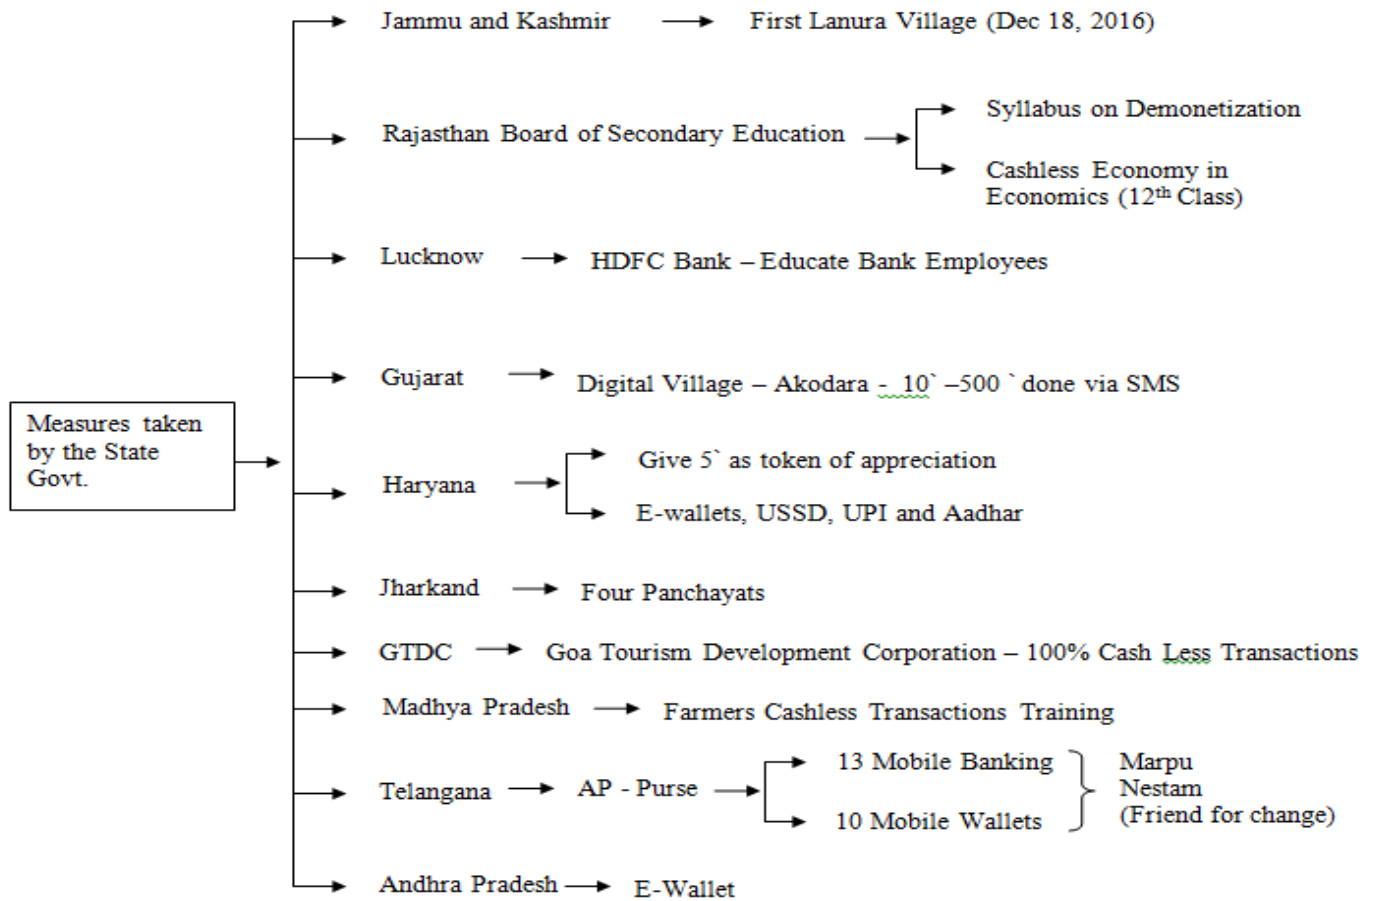 Jammu and Kashmir First Lanura Village (Dec 18, 2016)
Rajasthan Board of Secondary Education
Syllabus on Demonetization
Cashless Economy in
Economics (12th Class)
Lucknow HDFC Bank – Educate Bank Employees
Gujarat Digital Village – Akodara - 10` –500 ` done via SMS
Measures taken
by the State
Govt.
Haryana
Give 5` as token of appreciation
E-wallets, USSD, UPI and Aadhar
Jharkand Four Panchayats
GTDC Goa Tourism Development Corporation – 100% Cash Less Transactions
Madhya Pradesh Farmers Cashless Transactions Training
Telangana AP - Purse
13 Mobile Banking
10 Mobile Wallets
Marpu
Nestam
(Friend for change)
Andhra Pradesh E-Wallet